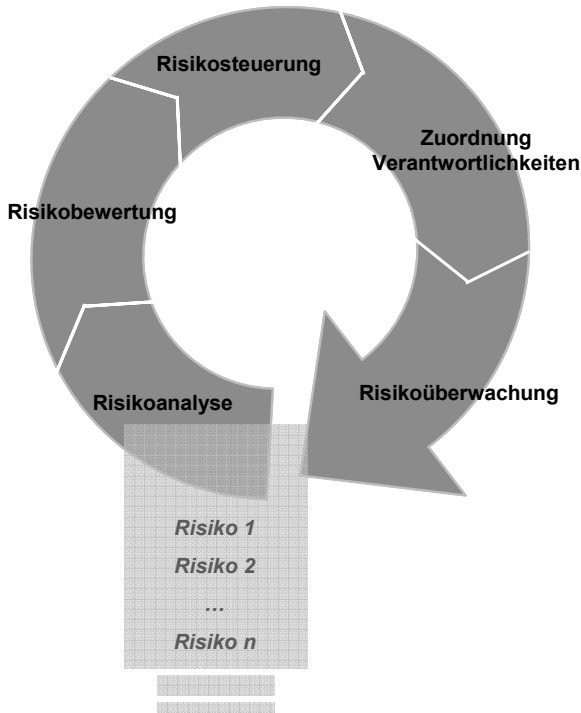 Risikosteuerung
Zuordnung
Verantwortlichkeiten
Risikobewertung
Risikoüberwachung
Risikoanalyse
Risiko 1
Risiko 2
...
Risiko n